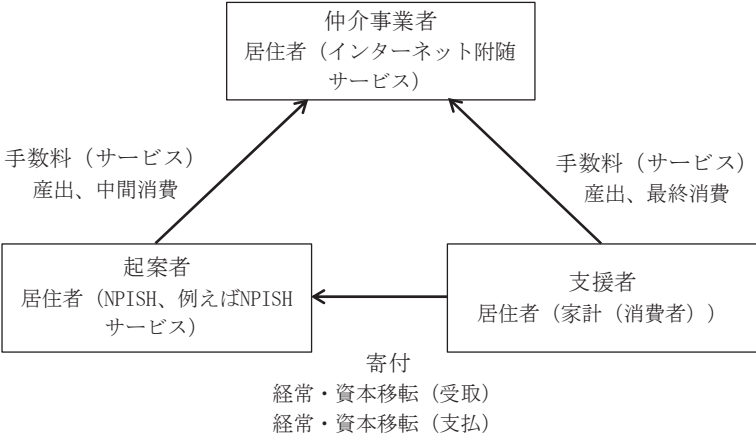 仲介事業者
居住者（インターネット附随
サービス）
手数料（サービス）
産出、中間消費
手数料（サービス）
産出、最終消費
起案者
居住者（NPISH、例えばNPISH
サービス）
支援者
居住者（家計（消費者））
寄付
経常・資本移転（受取）
経常・資本移転（支払）